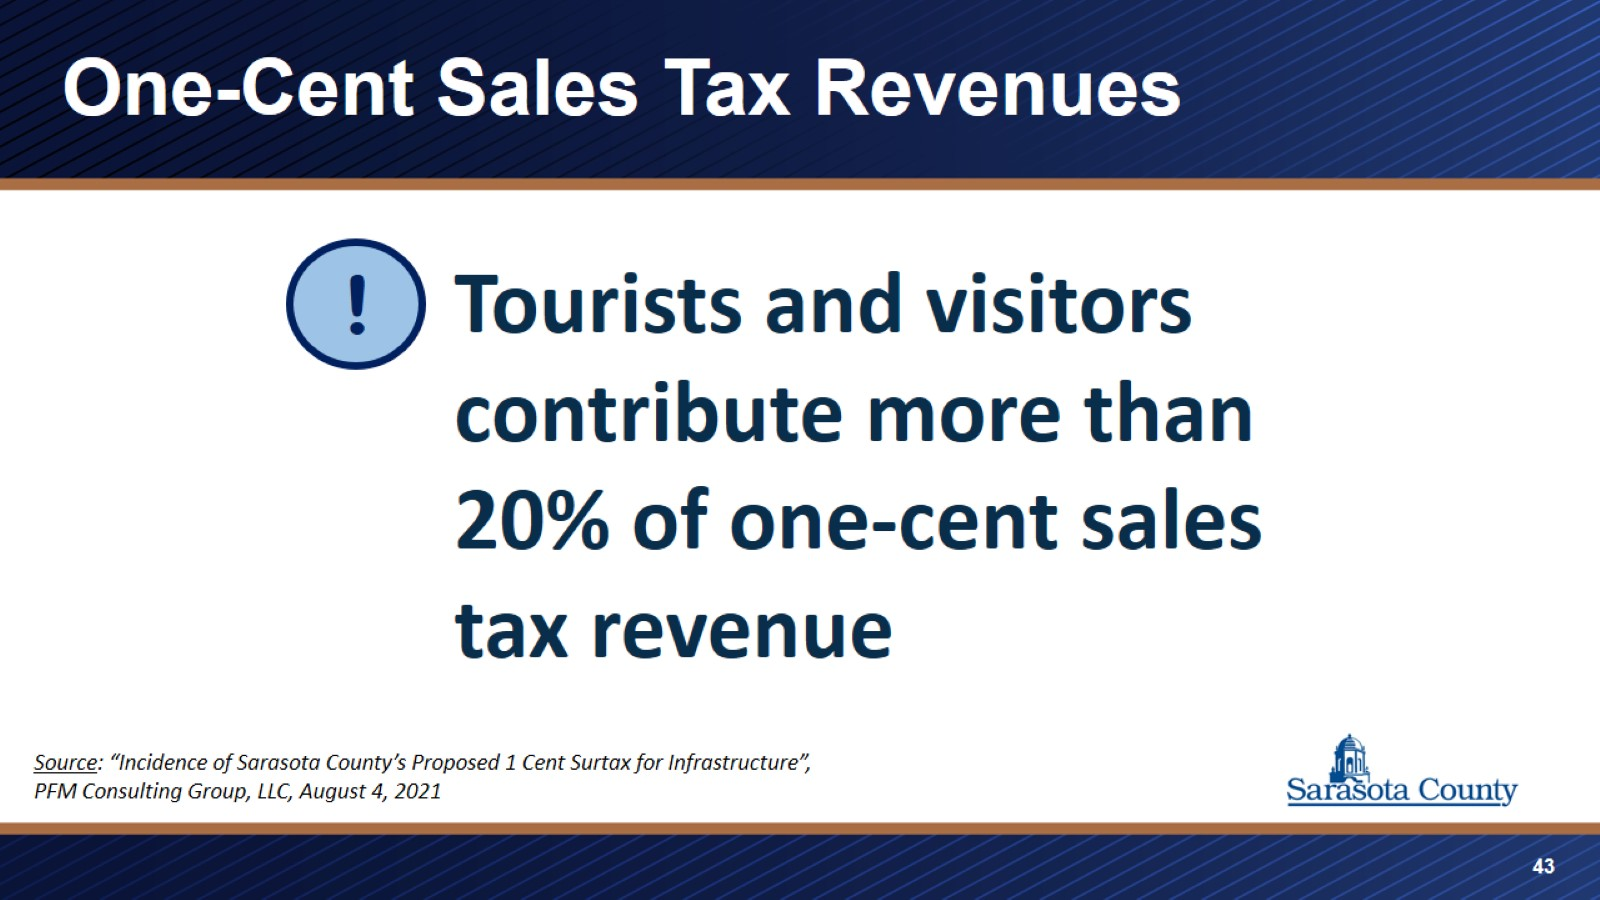 One-Cent Sales Tax Revenues
!
Tourists and visitors
contribute more than
20% of one-cent sales
tax revenue
Source: “Incidence of Sarasota County’s Proposed 1 Cent Surtax for Infrastructure”,
PFM Consulting Group, LLC, August 4, 2021
Sarasota County
43